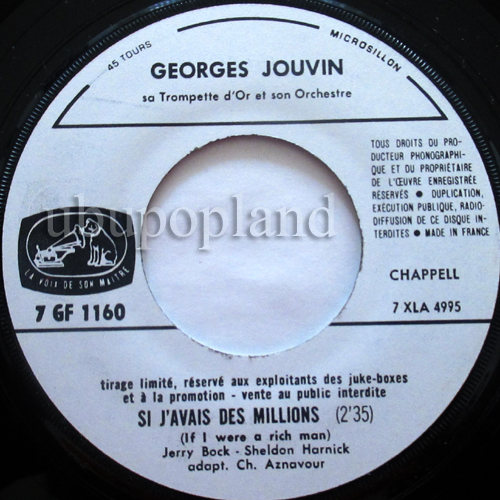 45 TOURS
MICROSILLON
GEORGES JOUVIN
sa Trompette d'Or et son Orchestre
TOUS DROITS DU PRO-
DUCTEUR PHONOGRAPHI-
QUE ET DU PROPRIÉTAIRE
DE L'ŒUVRE ENREGISTRÉE
RÉSERVÉS • DUPLICATION,
EXÉCUTION PUBLIQUE, RADIO-
DIFFUSION DE CE DISQUE IN-
TERDITES • MADE IN FRANCE
ubupopland
LA VOIX DE SON MAITRE
CHAPPELL
7 GF 1160
7 XLA 4995
tirage limité, réservé aux exploitants des juke-boxes
et à la promotion - vente au public interdite
SI J'AVAIS DES MILLIONS (2'35)
(If I were a rich man)
Jerry Bock - Sheldon Harnick
adapt. Ch. Aznavour